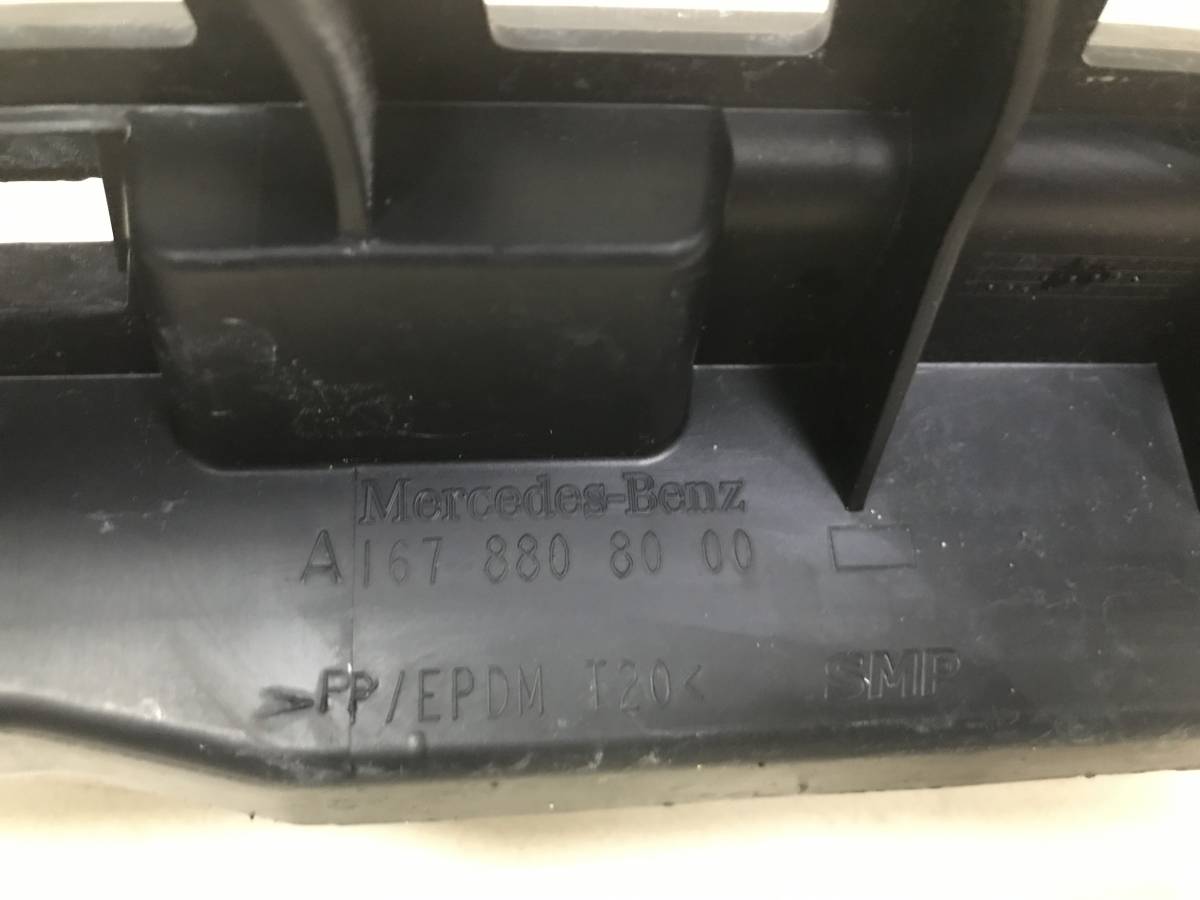 Mercedes-Benz
A 167 880 80 00
>PP/EPDM T20<
SMP